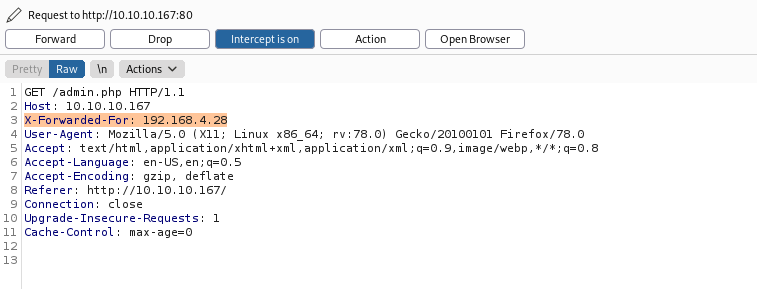 Request to http://10.10.10.167:80
Forward Drop Intercept is on Action Open Browser
Pretty Raw \n Actions
1 GET /admin.php HTTP/1.1
2 Host: 10.10.10.167
3 X-Forwarded-For: 192.168.4.28
4 User-Agent: Mozilla/5.0 (X11; Linux x86_64; rv:78.0) Gecko/20100101 Firefox/78.0
5 Accept: text/html,application/xhtml+xml,application/xml;q=0.9,image/webp,*/*;q=0.8
6 Accept-Language: en-US,en;q=0.5
7 Accept-Encoding: gzip, deflate
8 Referer: http://10.10.10.167/
9 Connection: close
10 Upgrade-Insecure-Requests: 1
11 Cache-Control: max-age=0
12
13